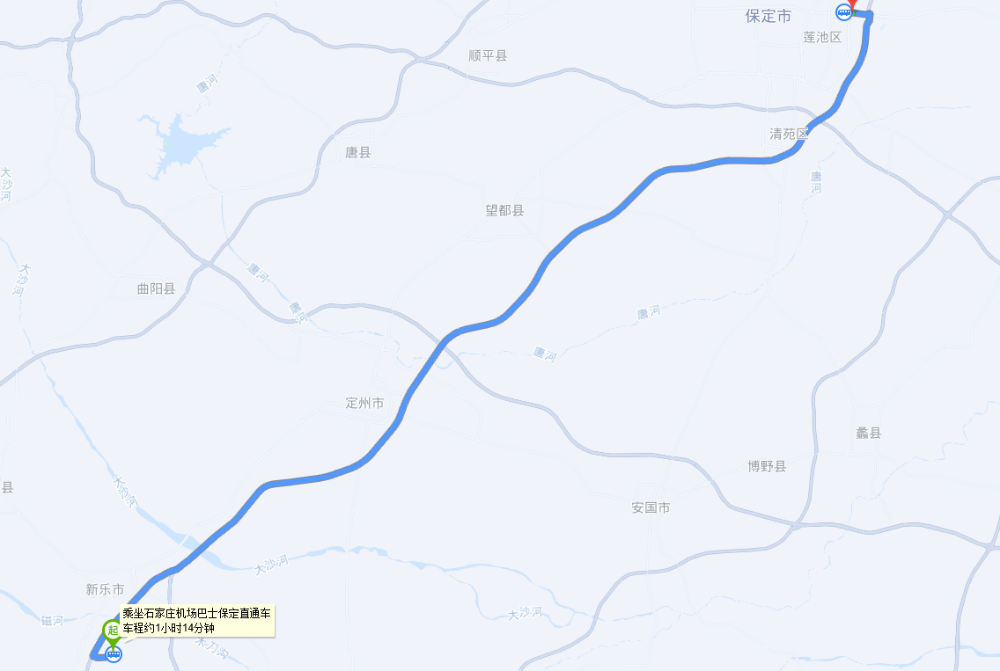 保定市
莲池区
顺平县
唐河
清苑区
唐县
大沙河
唐河
望都县
大沙河
唐河
曲阳县
唐河
唐河
唐河
定州市
蠡县
博野县
县
大沙河
安国市
大沙河
新乐市
大沙河
磁河
乘坐石家庄机场巴士保定直通车
车程约1小时14分钟
起
木刀沟